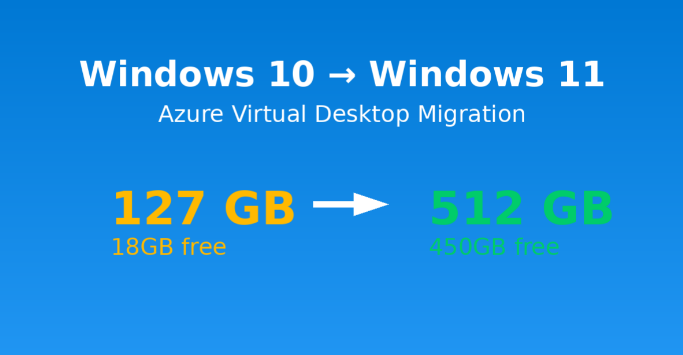 Windows 10 → Windows 11
Azure Virtual Desktop Migration
127 GB 512 GB
18GB free 450GB free